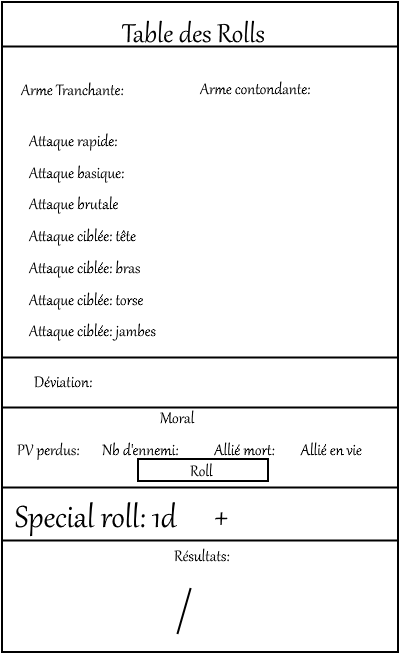 Table des Rolls
Arme Tranchante: Arme contondante:
Attaque rapide:
Attaque basique:
Attaque brutale
Attaque ciblée: tête
Attaque ciblée: bras
Attaque ciblée: torse
Attaque ciblée: jambes
Déviation:
Moral
PV perdus: Nb d'ennemi: Allié mort: Allié en vie
Roll
Special roll: 1d +
Résultats:
/